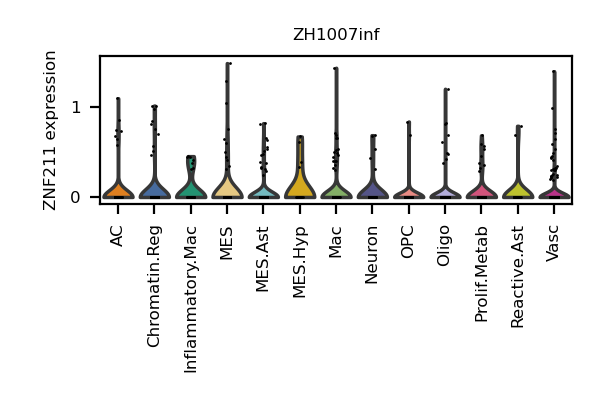 ZH1007inf
ZNF211 expression
1
0
AC
Chromatin.Reg
Inflammatory.Mac
MES
MES.Ast
MES.Hyp
Mac
Neuron
OPC
Oligo
Prolif.Metab
Reactive.Ast
Vasc